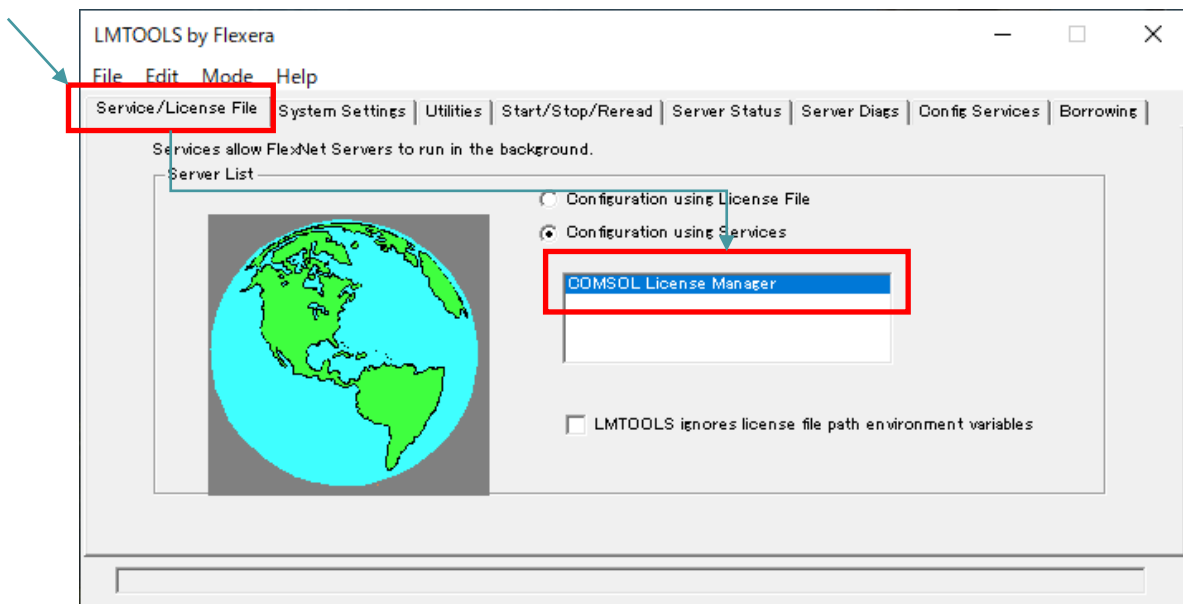 LMTOOLS by Flexera
File Edit Mode Help
Service/License File System Settings Utilities Start/Stop/Reread Server Status Server Diags Config Services Borrowing
Services allow FlexNet Servers to run in the background.
Server List
Configuration using License File
Configuration using Services
COMSOL License Manager
LMTOOLS ignores license file path environment variables